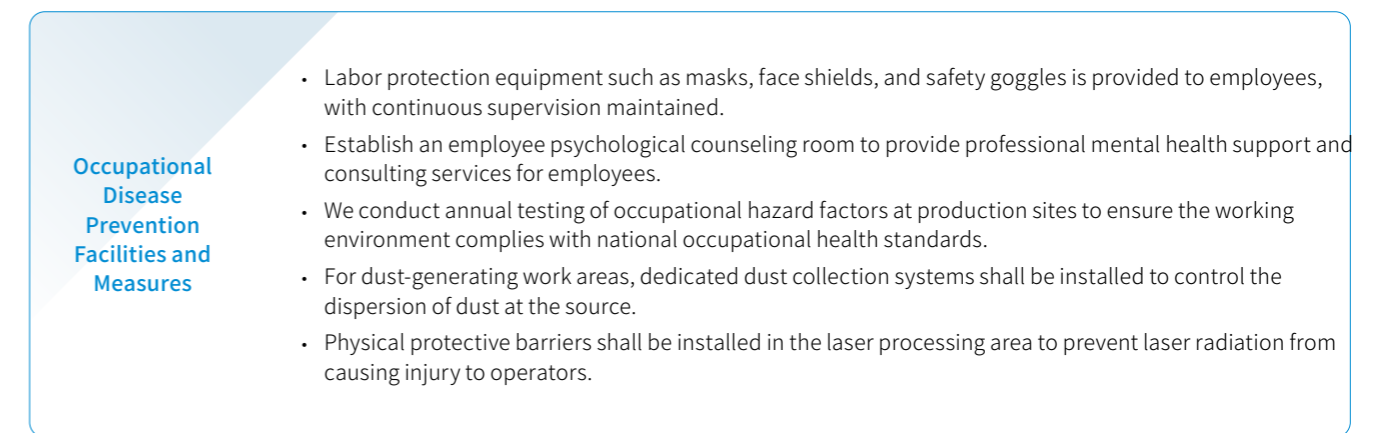 Occupational
Disease
Prevention
Facilities and
Measures
• Labor protection equipment such as masks, face shields, and safety goggles is provided to employees,
with continuous supervision maintained.
• Establish an employee psychological counseling room to provide professional mental health support and
consulting services for employees.
• We conduct annual testing of occupational hazard factors at production sites to ensure the working
environment complies with national occupational health standards.
• For dust-generating work areas, dedicated dust collection systems shall be installed to control the
dispersion of dust at the source.
• Physical protective barriers shall be installed in the laser processing area to prevent laser radiation from
causing injury to operators.